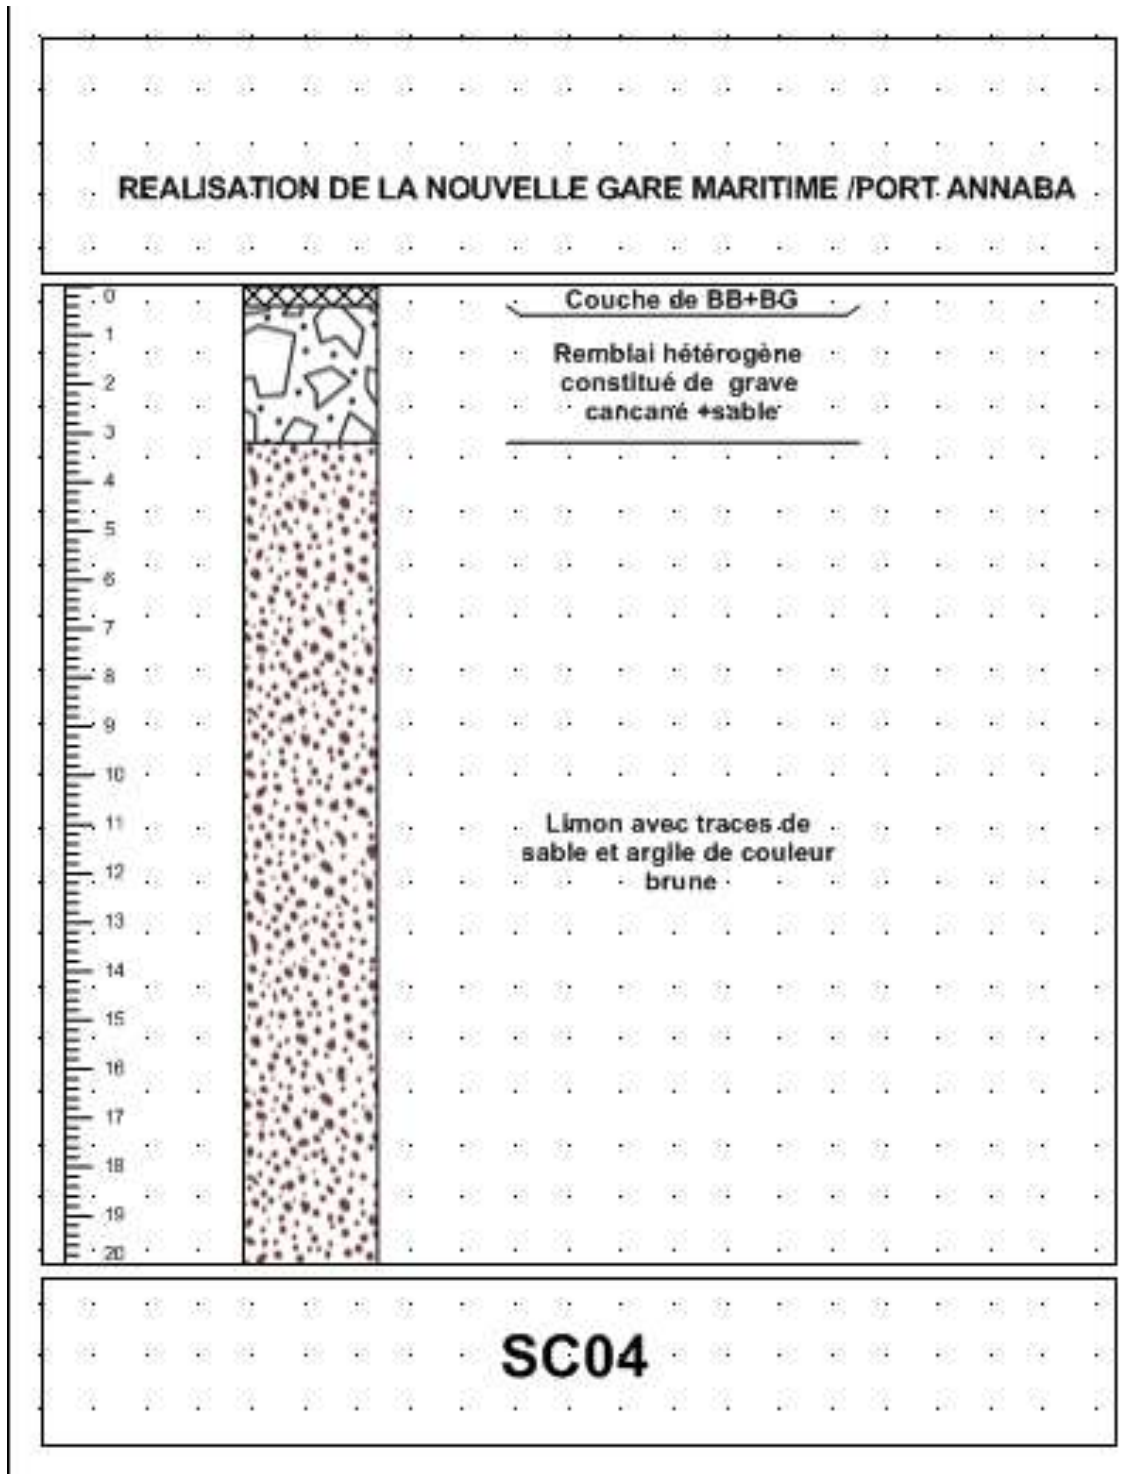 REALISATION DE LA NOUVELLE GARE MARITIME /PORT ANNABA
0
Couche de BB+BG
1
Remblai hétérogène
2
constitué de grave
cancané +sable
3
4
5
6
7
8
9
10
11
Limon avec traces de
sable et argile de couleur
12
brune
13
14
15
16
17
18
19
20
SC04